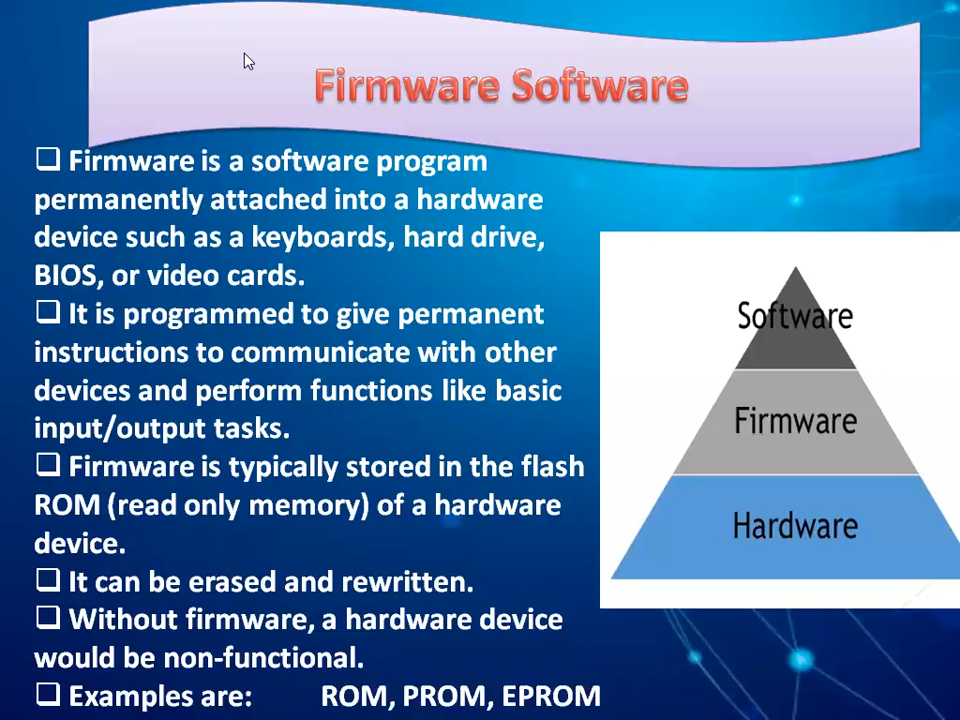 Firmware Software
❑ Firmware is a software program
permanently attached into a hardware
device such as a keyboards, hard drive,
BIOS, or video cards.
❑ It is programmed to give permanent
instructions to communicate with other
devices and perform functions like basic
input/output tasks.
❑ Firmware is typically stored in the flash
ROM (read only memory) of a hardware
device.
❑ It can be erased and rewritten.
❑ Without firmware, a hardware device
would be non-functional.
❑ Examples are: ROM, PROM, EPROM
Software
Firmware
Hardware